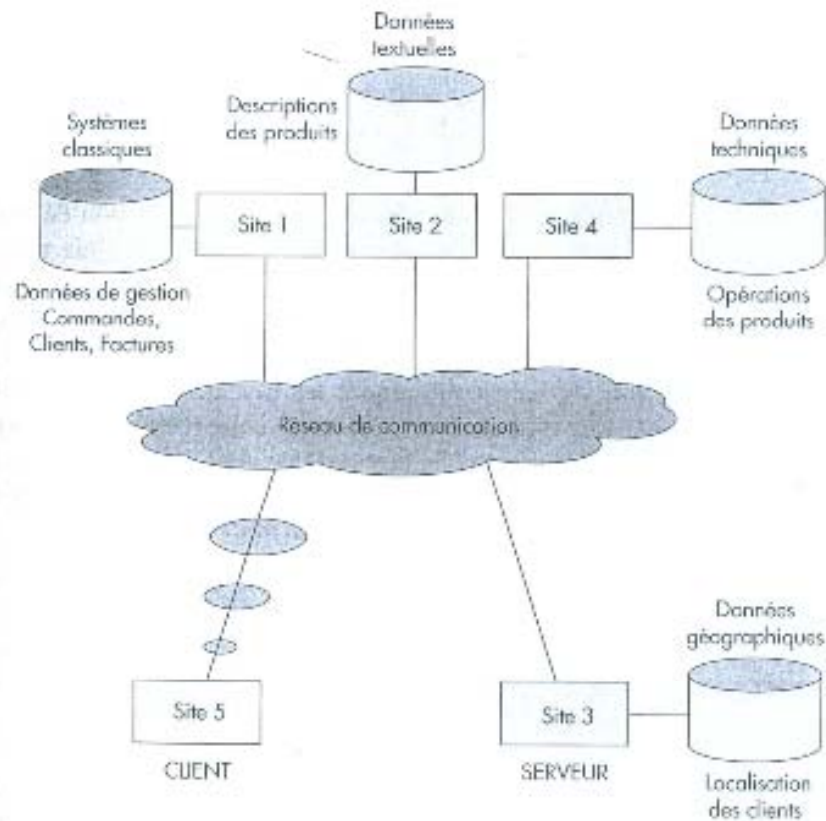 Données
textuelles
Descriptions
des produits
Systèmes
classiques
Données
techniques
Site 1
Site 2
Site 4
Données de gestion
Commandes,
Clients, Factures
Opérations
des produits
Réseau de communication
Données
géographiques
Site 5
Site 3
CLIENT
SERVEUR
Localisation
des clients